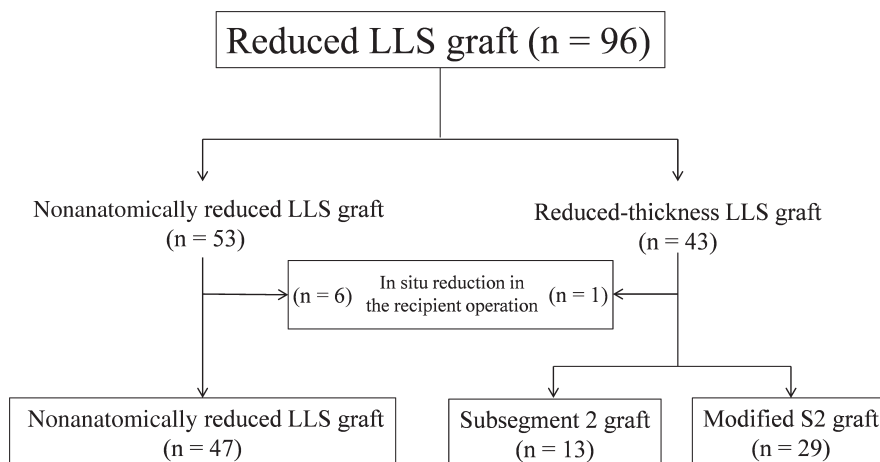 Reduced LLS graft (n = 96)
Nonanatomically reduced LLS graft
(n = 53)
Reduced-thickness LLS graft
(n = 43)
(n = 6) In situ reduction in (n = 1)
the recipient operation
Nonanatomically reduced LLS graft
(n = 47)
Subsegment 2 graft
(n = 13)
Modified S2 graft
(n = 29)